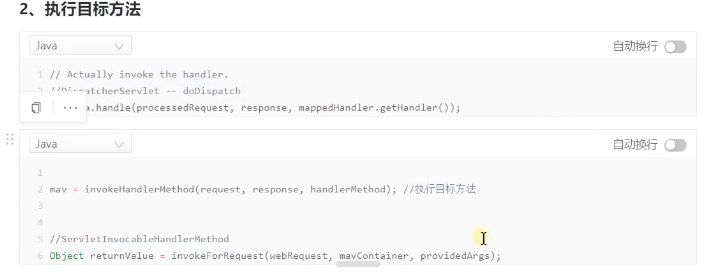 2、执行目标方法
Java
自动换行
1 // Actually invoke the handler.
2 //DispatcherServlet -- doDispatch
a.handle(processedRequest, response, mappedHandler.getHandler());
Java
自动换行
1
2 mav = invokeHandlerMethod(request, response, handlerMethod); //执行目标方法
3
4
5 //ServletInvocableHandlerMethod
6 Object returnValue = invokeForRequest(webRequest, mavContainer, providedArgs);